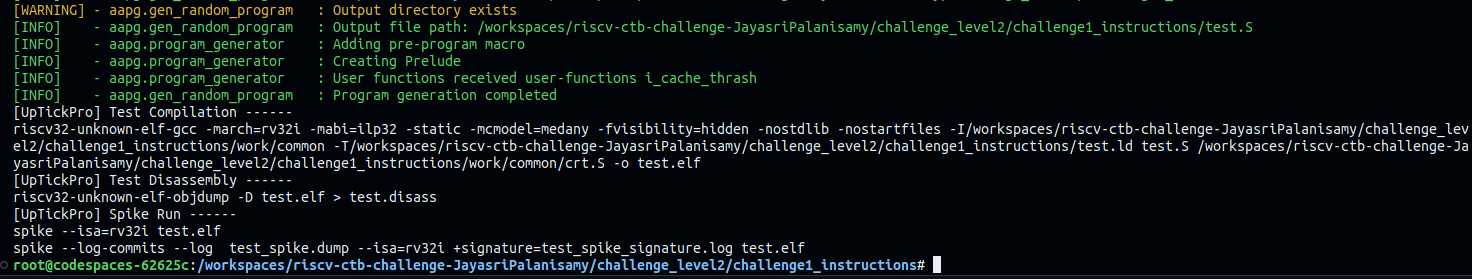 [WARNING] - aapg.gen_random_program   : Output directory exists
[INFO]    - aapg.gen_random_program   : Output file path: /workspaces/riscv-ctb-challenge-JayasriPalanisamy/challenge_level2/challenge1_instructions/test.S
[INFO]    - aapg.program_generator    : Adding pre-program macro
[INFO]    - aapg.program_generator    : Creating Prelude
[INFO]    - aapg.program_generator    : User functions received user-functions i_cache_thrash
[INFO]    - aapg.gen_random_program   : Program generation completed
[UpTickPro] Test Compilation ------
riscv32-unknown-elf-gcc -march=rv32i -mabi=ilp32 -static -mcmodel=medany -fvisibility=hidden -nostdlib -nostartfiles -I/workspaces/riscv-ctb-challenge-JayasriPalanisamy/challenge_lev
el2/challenge1_instructions/work/common -T/workspaces/riscv-ctb-challenge-JayasriPalanisamy/challenge_level2/challenge1_instructions/test.ld test.S /workspaces/riscv-ctb-challenge-Ja
yasriPalanisamy/challenge_level2/challenge1_instructions/work/common/crt.S -o test.elf
[UpTickPro] Test Disassembly ------
riscv32-unknown-elf-objdump -D test.elf > test.disass
[UpTickPro] Spike Run ------
spike --isa=rv32i test.elf
spike --log-commits --log  test_spike.dump --isa=rv32i +signature=test_spike_signature.log test.elf
root@codespaces-62625c:/workspaces/riscv-ctb-challenge-JayasriPalanisamy/challenge_level2/challenge1_instructions#